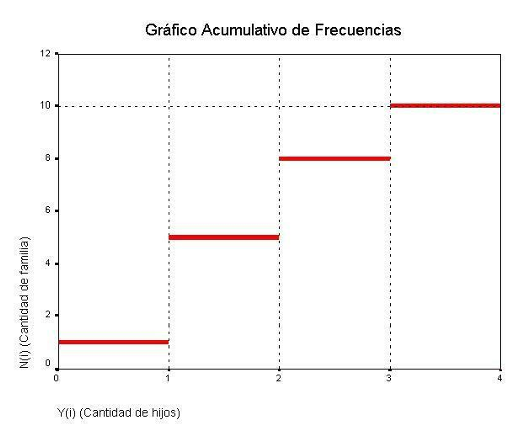 Gráfico Acumulativo de Frecuencias
12
10
8
6
4
2
0
N(i) (Cantidad de familia)
0 1 2 3 4
Y(i) (Cantidad de hijos)